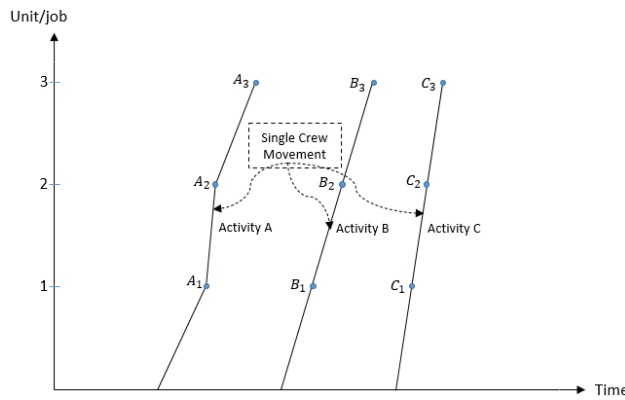 Unit/job
3
A₃
B₃
C₃
Single Crew
Movement
2
A₂
B₂
C₂
Activity A
Activity B
Activity C
1
A₁
B₁
C₁
Time